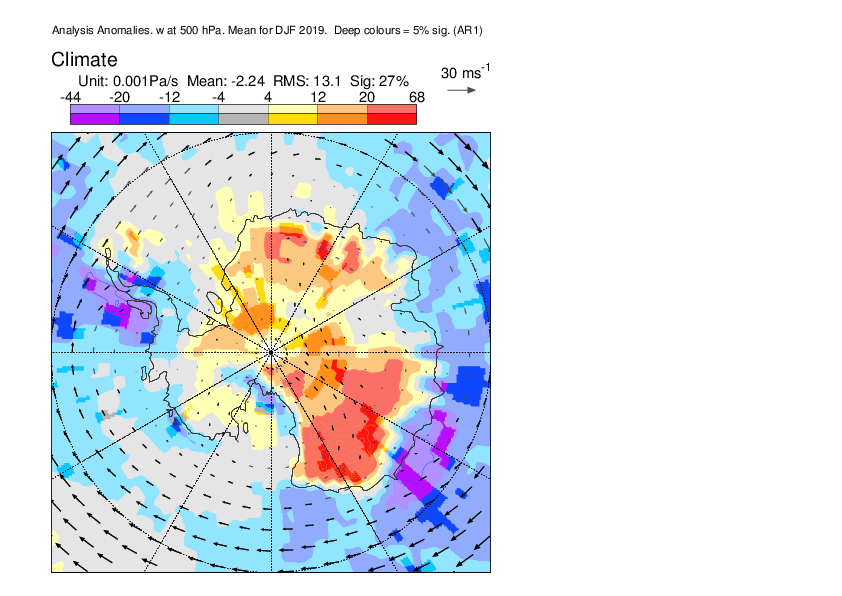 Analysis Anomalies. w at 500 hPa. Mean for DJF 2019. Deep colours = 5% sig. (AR1)
Climate
30 ms-1
Unit: 0.001Pa/s Mean: -2.24 RMS: 13.1 Sig: 27%
-44 -20 -12 -4 4 12 20 68